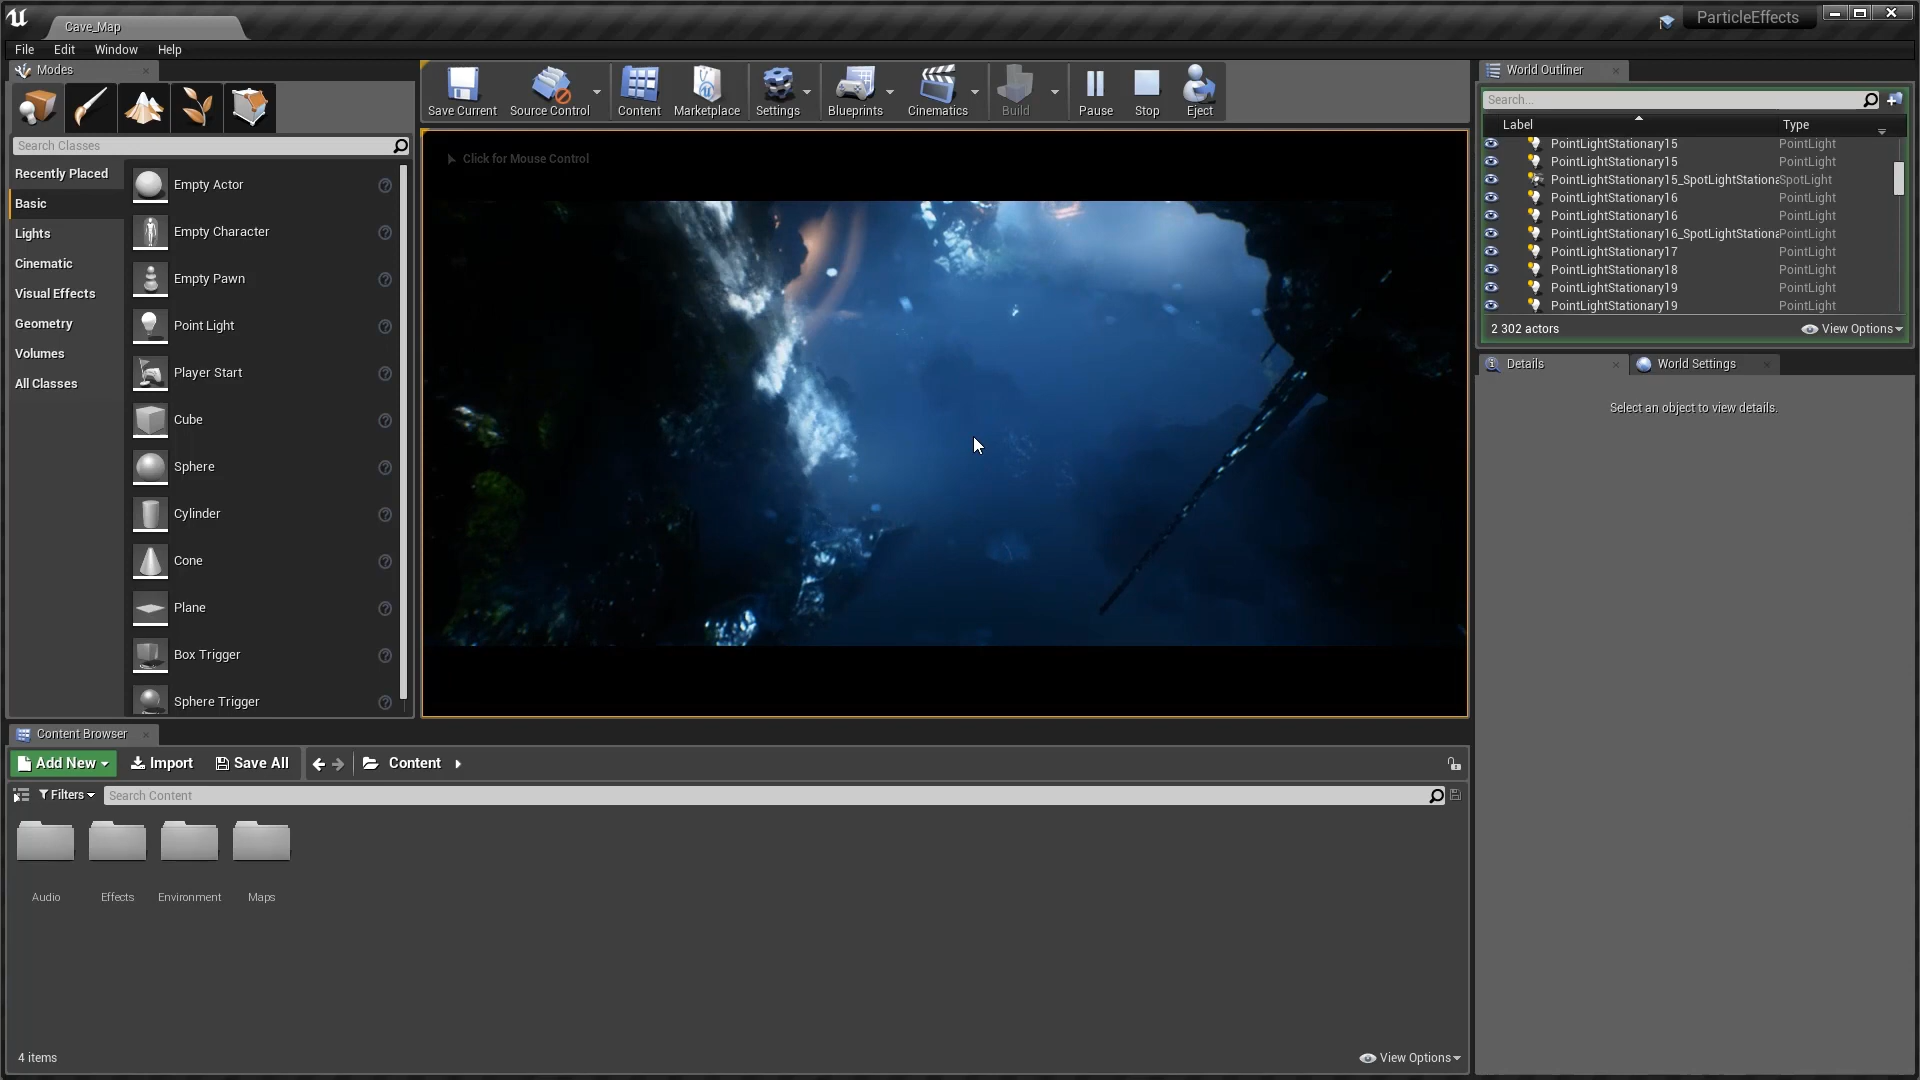 Cave_Map
ParticleEffects
File
Edit
Window
Help
Modes
Search Classes
Recently Placed
Basic
Lights
Cinematic
Visual Effects
Geometry
Volumes
All Classes
Empty Actor
Empty Character
Empty Pawn
Point Light
Player Start
Cube
Sphere
Cylinder
Cone
Plane
Box Trigger
Sphere Trigger
Save Current
Source Control
Content
Marketplace
Settings
Blueprints
Cinematics
Build
Pause
Stop
Eject
Click for Mouse Control
World Outliner
Search...
Label Type
PointLightStationary15 PointLight
PointLightStationary15 PointLight
PointLightStationary15_SpotLightStationa SpotLight
PointLightStationary16 PointLight
PointLightStationary16 PointLight
PointLightStationary16_SpotLightStationa PointLight
PointLightStationary17 PointLight
PointLightStationary18 PointLight
PointLightStationary19 PointLight
PointLightStationary19 PointLight
2 302 actors
View Options
Details
World Settings
Select an object to view details.
Content Browser
Add New
Import
Save All
Content
Filters
Search Content
Audio
Effects
Environment
Maps
4 items
View Options